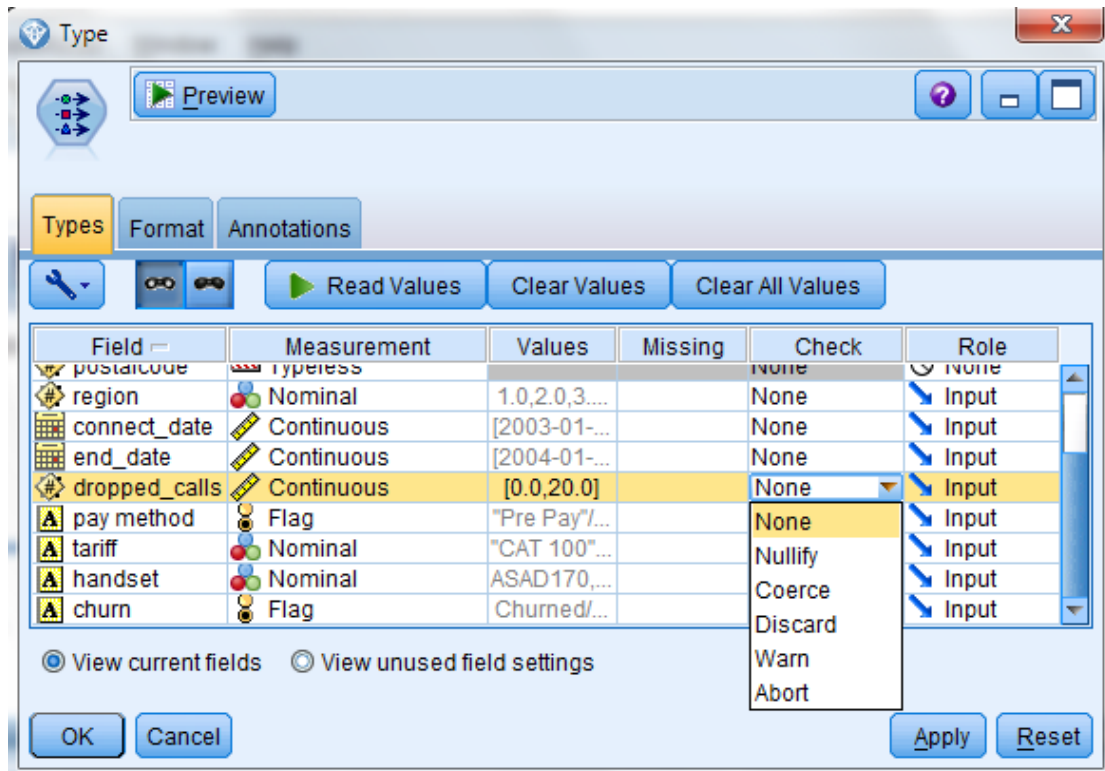 Type
Preview
Types Format Annotations
Read Values Clear Values Clear All Values
Field Measurement Values Missing Check Role
postalcode Typeless None None
region Nominal 1.0,2.0,3.... None Input
connect_date Continuous [2003-01-... None Input
end_date Continuous [2004-01-... None Input
dropped_calls Continuous [0.0,20.0] None Input
pay method Flag "Pre Pay"/... Input
tariff Nominal "CAT 100"... Input
handset Nominal ASAD170,... Input
churn Flag Churned/... Input
None
Nullify
Coerce
Discard
Warn
Abort
View current fields View unused field settings
OK Cancel Apply Reset